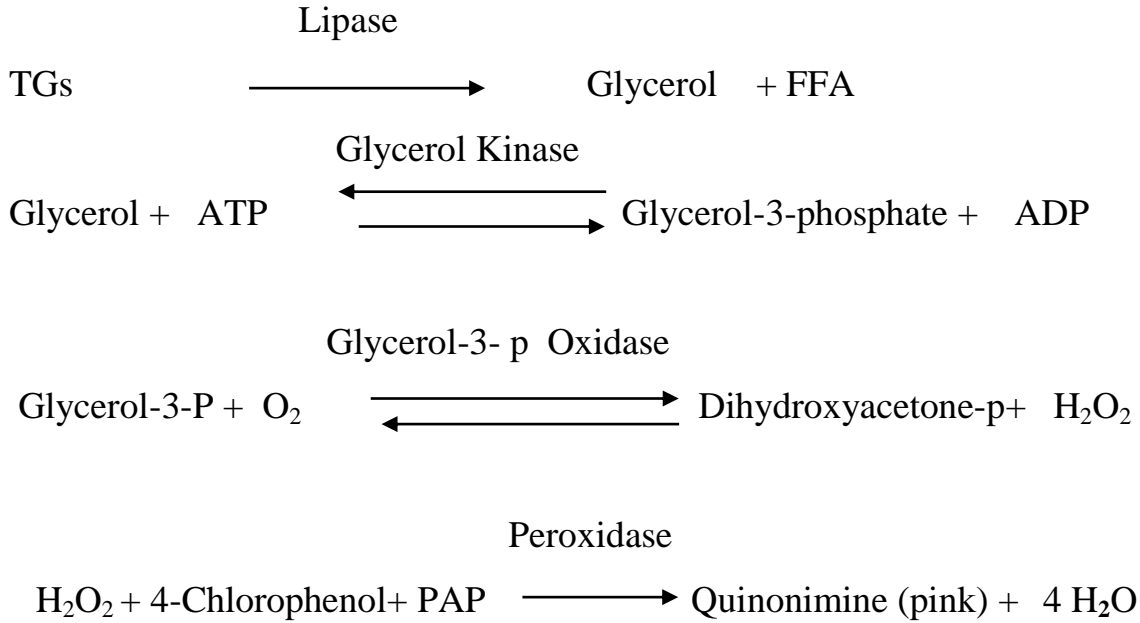 Lipase
TGs Glycerol + FFA
Glycerol Kinase
Glycerol + ATP Glycerol-3-phosphate + ADP
Glycerol-3- p Oxidase
Glycerol-3-P + O₂ Dihydroxyacetone-p+ H₂O₂
Peroxidase
H₂O₂ + 4-Chlorophenol+ PAP Quinonimine (pink) + 4 H₂O